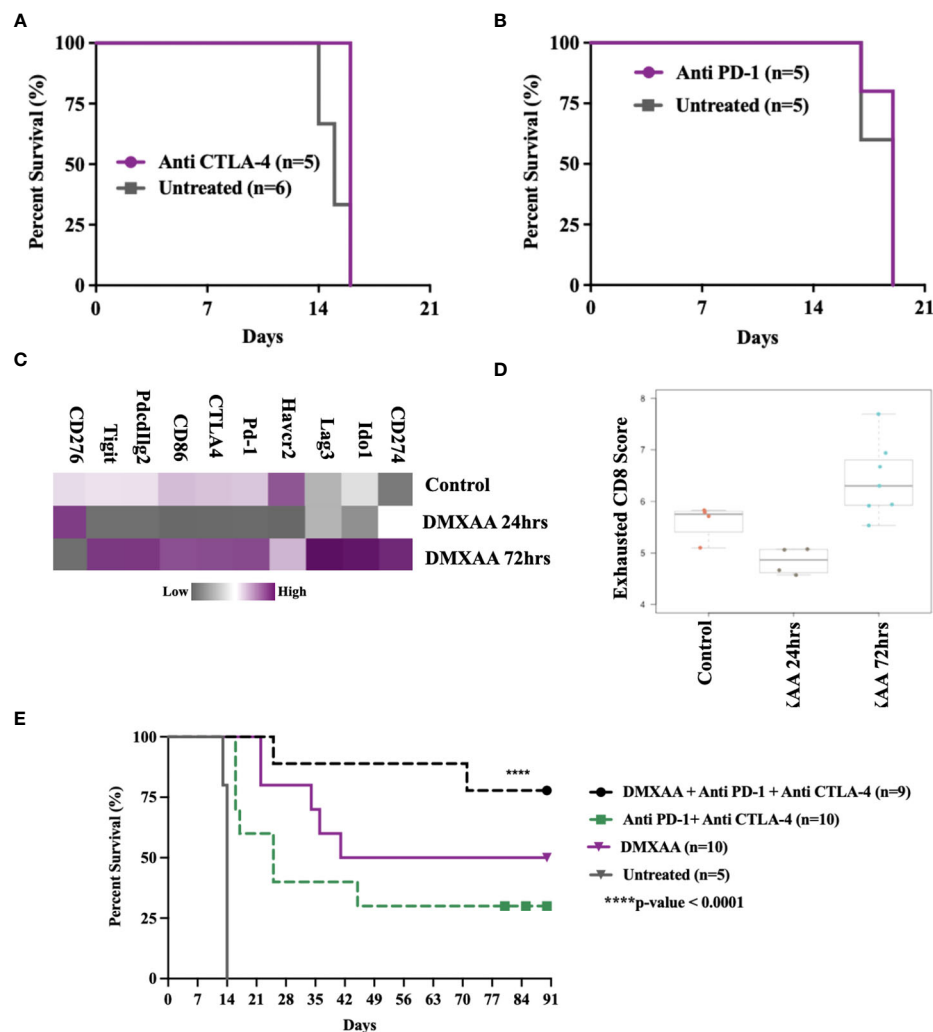 A
100
75
50
25
0
Percent Survival (%)
Anti CTLA-4 (n=5)
Untreated (n=6)
0 7 14 21
Days
B
100
75
50
25
0
Percent Survival (%)
Anti PD-1 (n=5)
Untreated (n=5)
0 7 14 21
Days
C
CD276 Tigit Pdcdllg2 CD86 CTLA4 Pd-1 Havcr2 Lag3 Ido1 CD274
Control
DMXAA 24hrs
DMXAA 72hrs
Low High
D
8
7
6
5
4
Exhausted CD8 Score
Control
AA 24hrs
AA 72hrs
E
100
75
50
25
0
Percent Survival (%)
****
DMXAA + Anti PD-1 + Anti CTLA-4 (n=9)
Anti PD-1+ Anti CTLA-4 (n=10)
DMXAA (n=10)
Untreated (n=5)
****p-value < 0.0001
0 7 14 21 28 35 42 49 56 63 70 77 84 91
Days